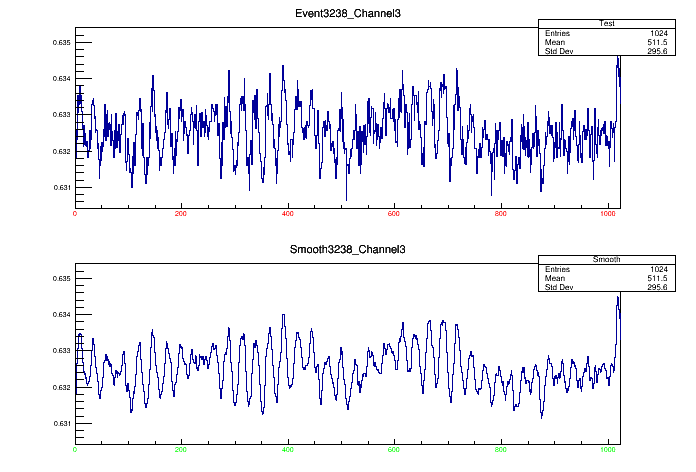 Event3238_Channel3
Test
Entries 1024
Mean 511.5
Std Dev 295.6
0.635
0.634
0.633
0.632
0.631
0 200 400 600 800 1000
Smooth3238_Channel3
Smooth
Entries 1024
Mean 511.5
Std Dev 295.6
0.635
0.634
0.633
0.632
0.631
0 200 400 600 800 1000